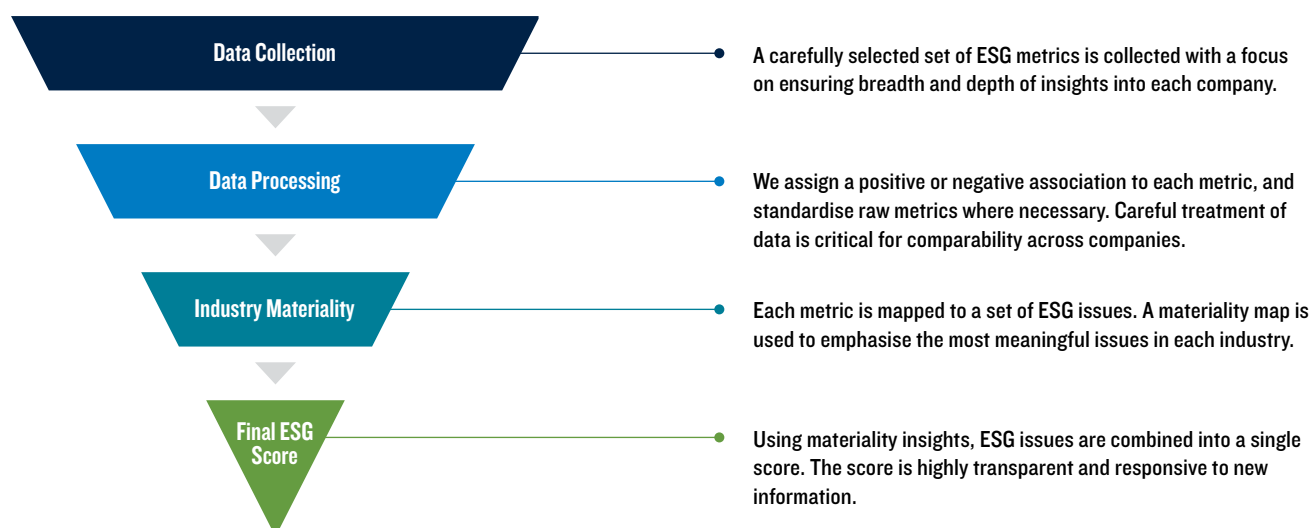 Data Collection
A carefully selected set of ESG metrics is collected with a focus
on ensuring breadth and depth of insights into each company.
Data Processing
We assign a positive or negative association to each metric, and
standardise raw metrics where necessary. Careful treatment of
data is critical for comparability across companies.
Industry Materiality
Each metric is mapped to a set of ESG issues. A materiality map is
used to emphasise the most meaningful issues in each industry.
Final ESG
Score
Using materiality insights, ESG issues are combined into a single
score. The score is highly transparent and responsive to new
information.